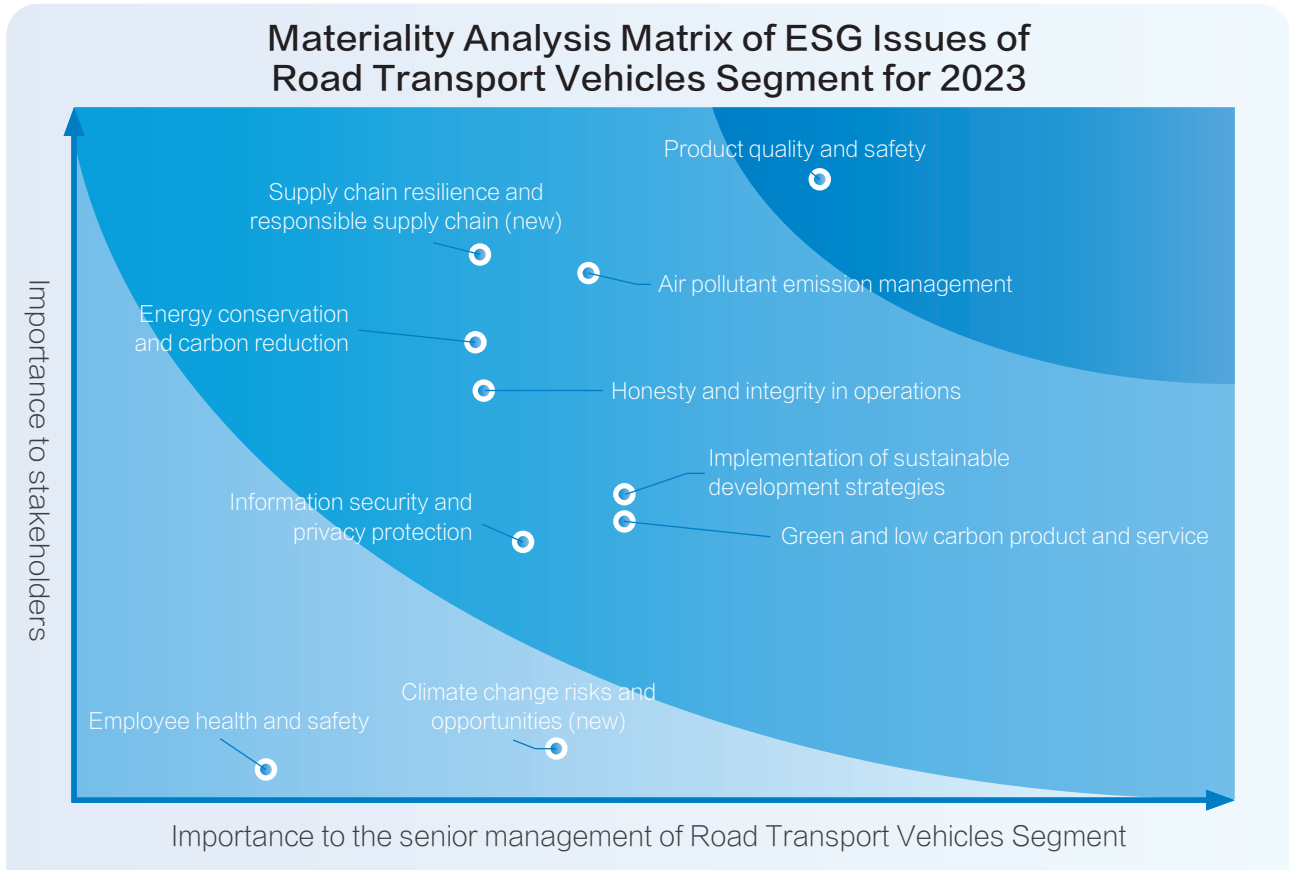 Materiality Analysis Matrix of ESG Issues of
Road Transport Vehicles Segment for 2023
Product quality and safety
Supply chain resilience and
responsible supply chain (new)
Air pollutant emission management
Energy conservation
and carbon reduction
Honesty and integrity in operations
Implementation of sustainable
development strategies
Information security and
privacy protection
Green and low carbon product and service
Climate change risks and
opportunities (new)
Employee health and safety
Importance to stakeholders
Importance to the senior management of Road Transport Vehicles Segment